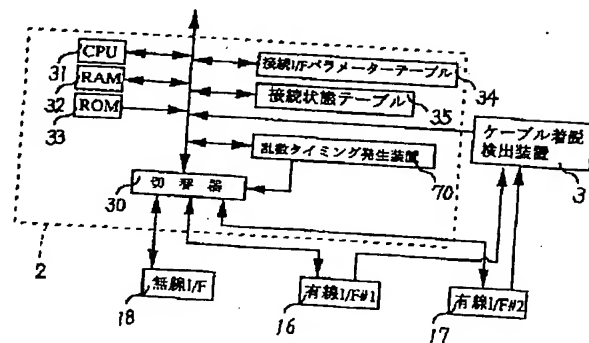 CPU
31
RAM
32
ROM
33
接続I/Fパラメーターテーブル
34
接続状態テーブル
35
ケーブル着脱
検出装置
3
乱数タイミング発生装置
70
切替器
30
2
無線I/F
18
有線I/F#1
16
有線I/F#2
17